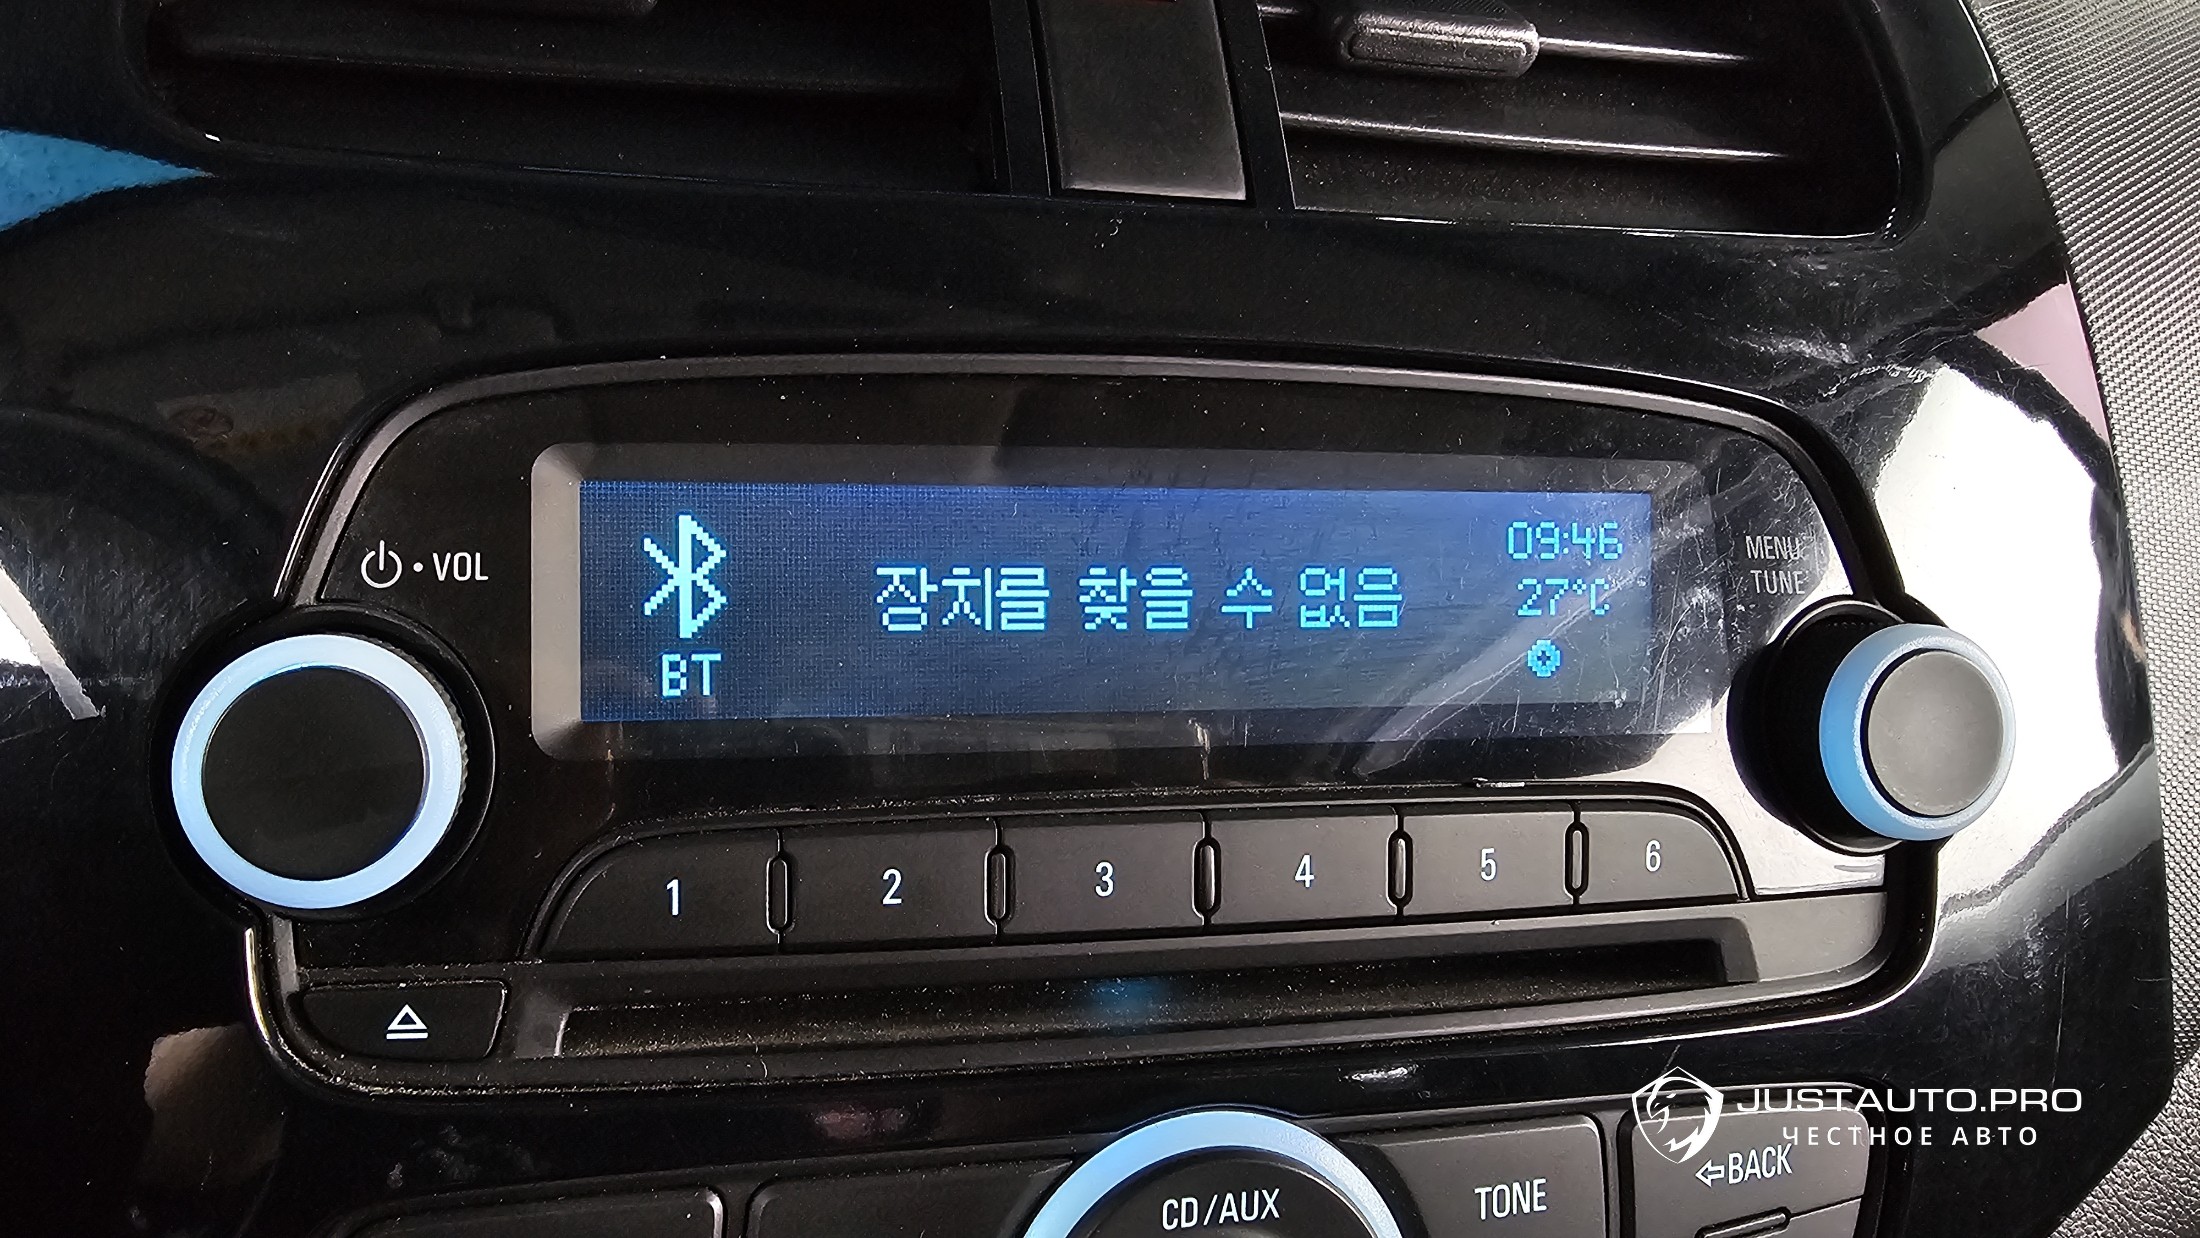 VOL
BT
장치를 찾을 수 없음
09:46
27°C
MENU
TUNE
1 2 3 4 5 6
CD/AUX
TONE
BACK
JUSTAUTO.PRO
ЧЕСТНОЕ АВТО